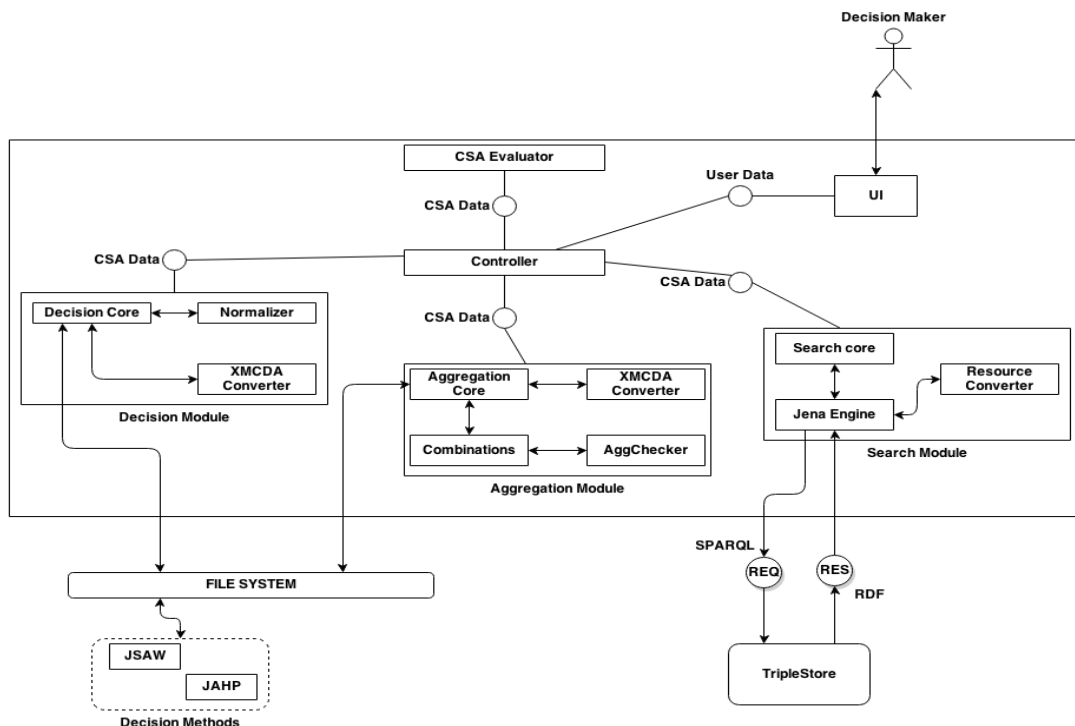 Decision Maker
CSA Evaluator
User Data
UI
CSA Data
CSA Data
Controller
CSA Data
CSA Data
Decision Core
Normalizer
XMCDA
Converter
Decision Module
Aggregation
Core
XMCDA
Converter
Combinations
AggChecker
Aggregation Module
Search core
Resource
Converter
Jena Engine
Search Module
SPARQL
REQ
RES
RDF
FILE SYSTEM
JSAW
JAHP
Decision Methods
TripleStore